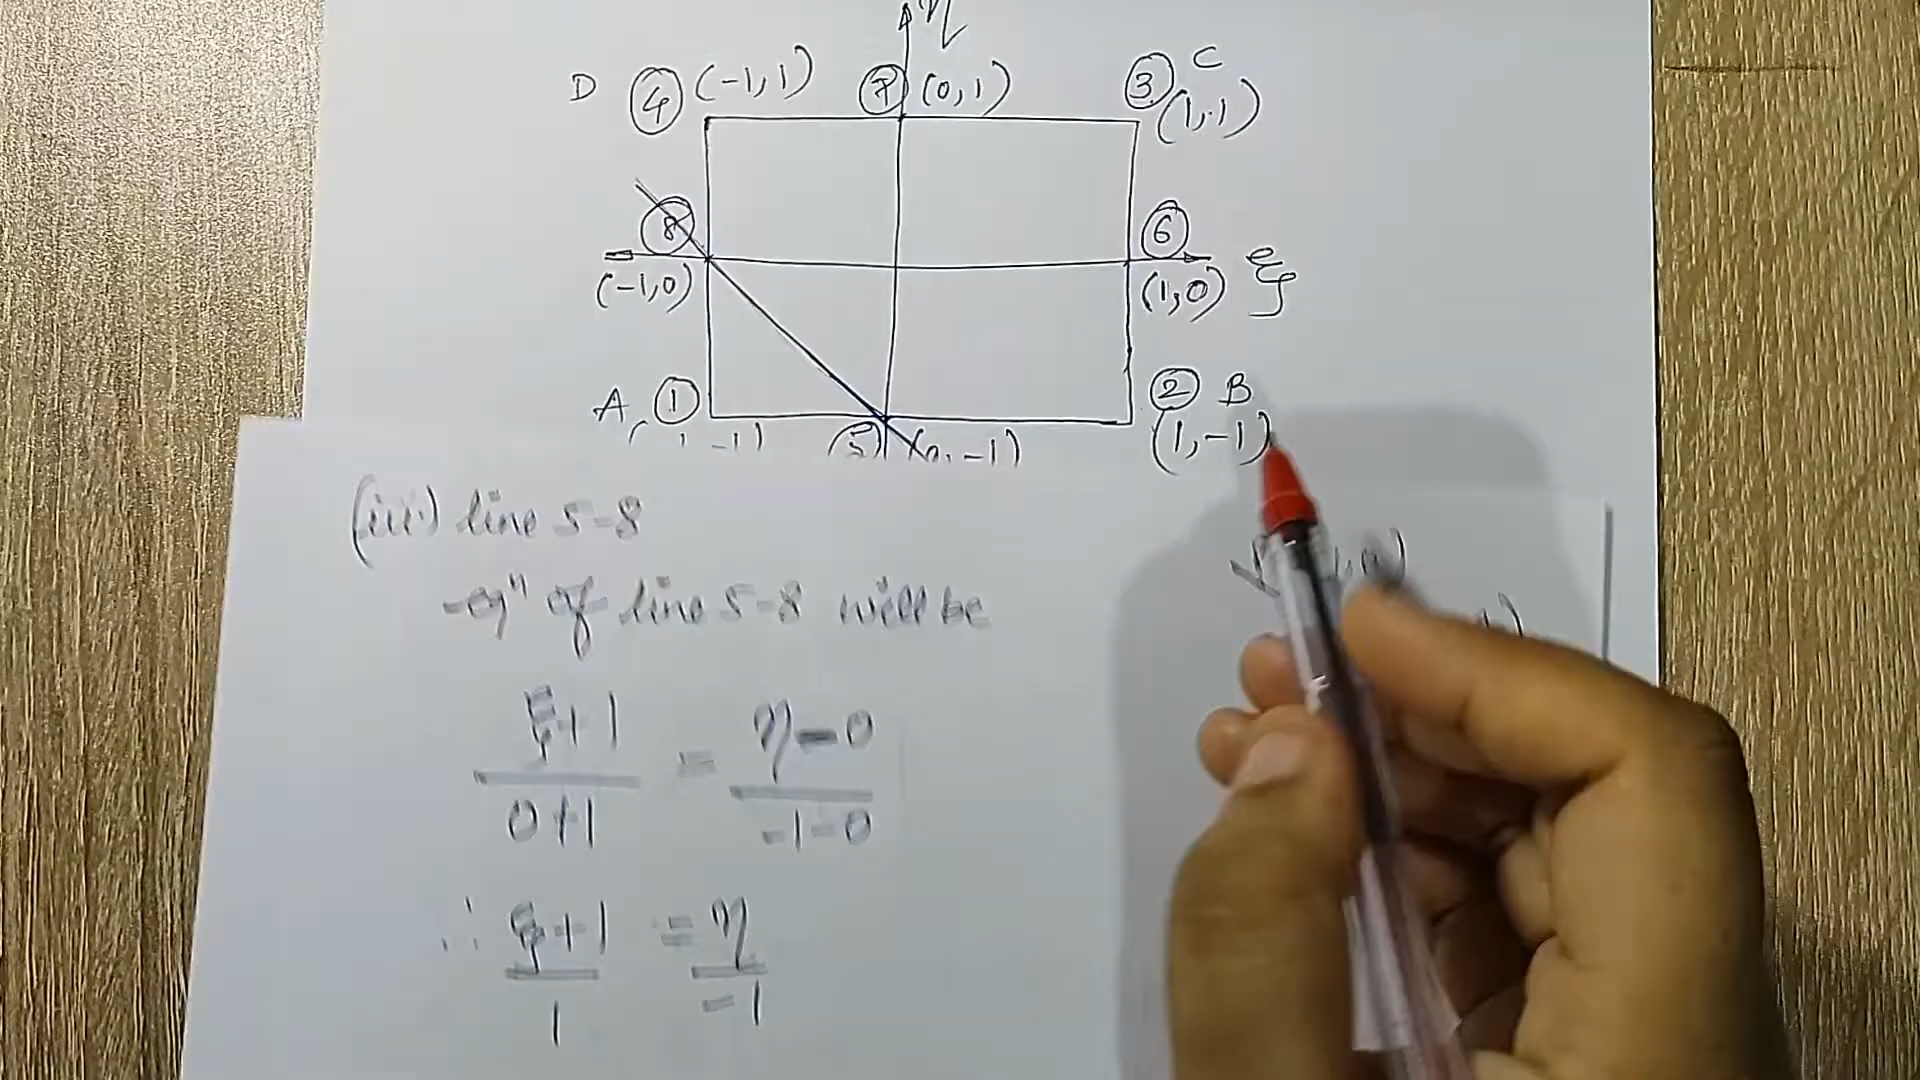 η
D ④ (-1,1) ⑦ (0,1) ③ C
(1,1)
⑧ ⑥
(-1,0) (1,0) ξ
A ① ② B
⑤ (0,-1) (1,-1)
(iii) line 5-8
eqⁿ of line 5-8 will be
ξ+1 = η-0
0+1 -1-0
∴ ξ+1 = η
1 -1